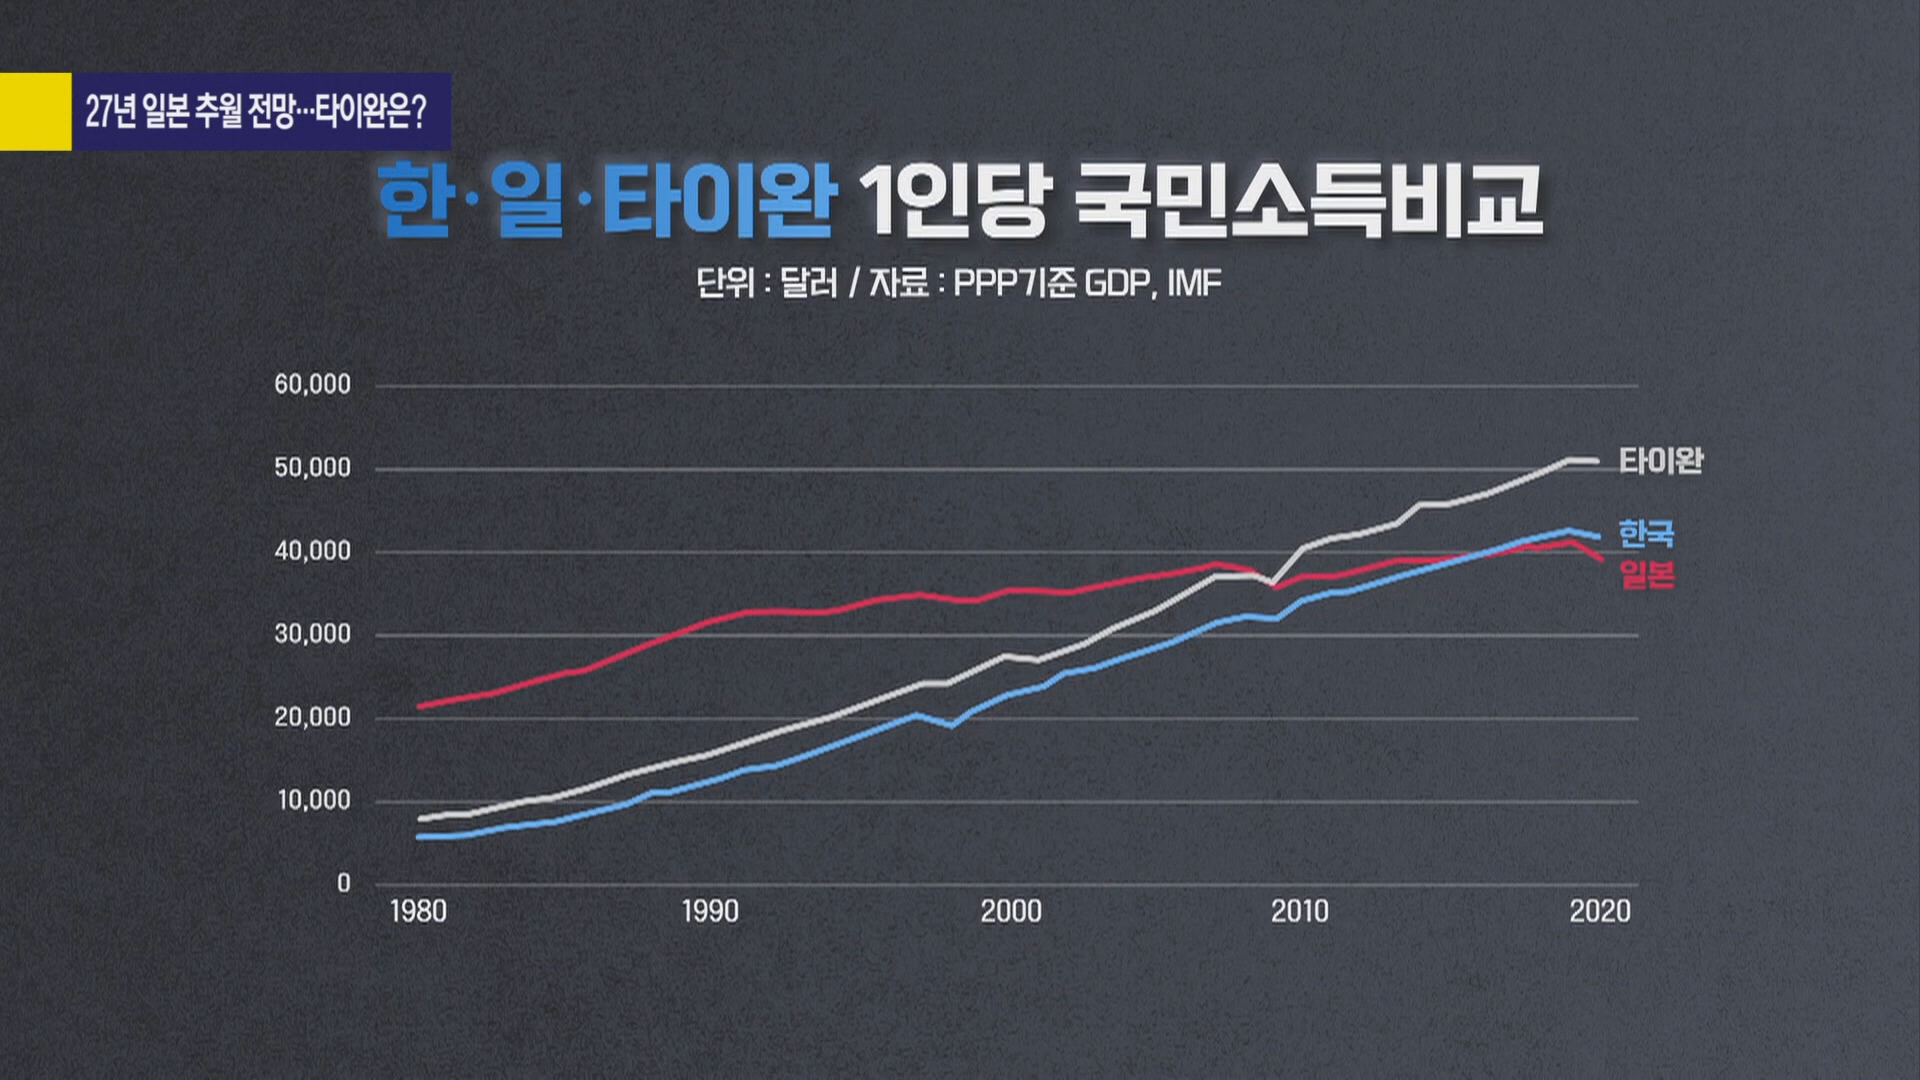 27년 일본 추월 전망…타이완은?
한·일·타이완 1인당 국민소득비교
단위 : 달러 / 자료 : PPP기준 GDP, IMF
60,000
50,000
40,000
30,000
20,000
10,000
0
타이완
한국
일본
1980 1990 2000 2010 2020